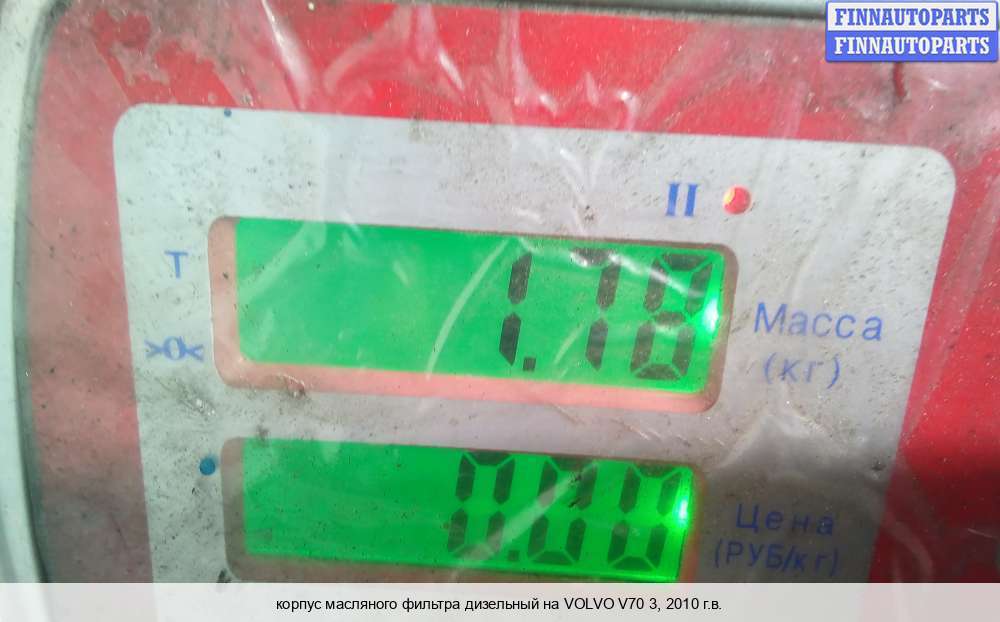 FINNAUTOPARTS
FINNAUTOPARTS
II
T
1.78
Масса
(кг)
>0<
0.00
Цена
(РУБ/кг)
корпус масляного фильтра дизельный на VOLVO V70 3, 2010 г.в.